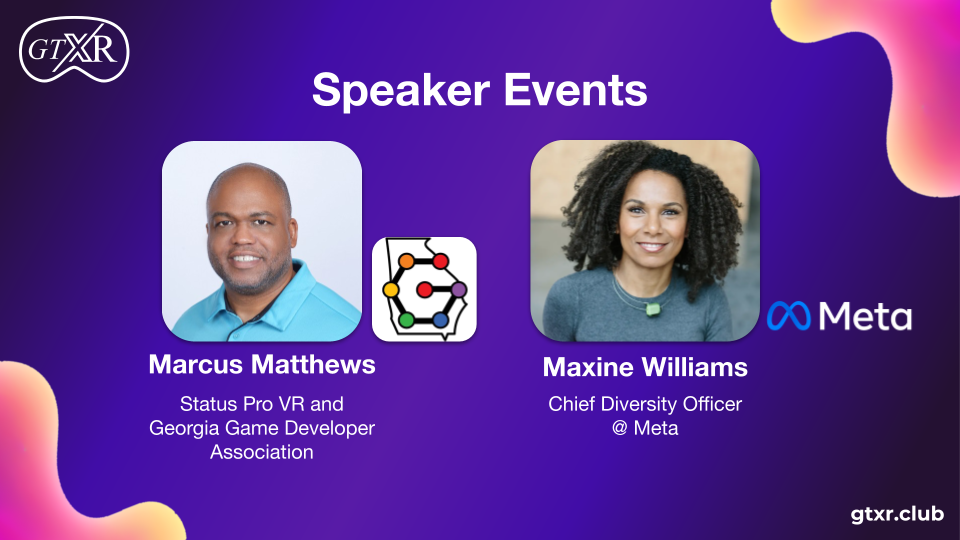 GTXR
Speaker Events
Marcus Matthews
Status Pro VR and
Georgia Game Developer
Association
Meta
Maxine Williams
Chief Diversity Officer
@ Meta
gtxr.club